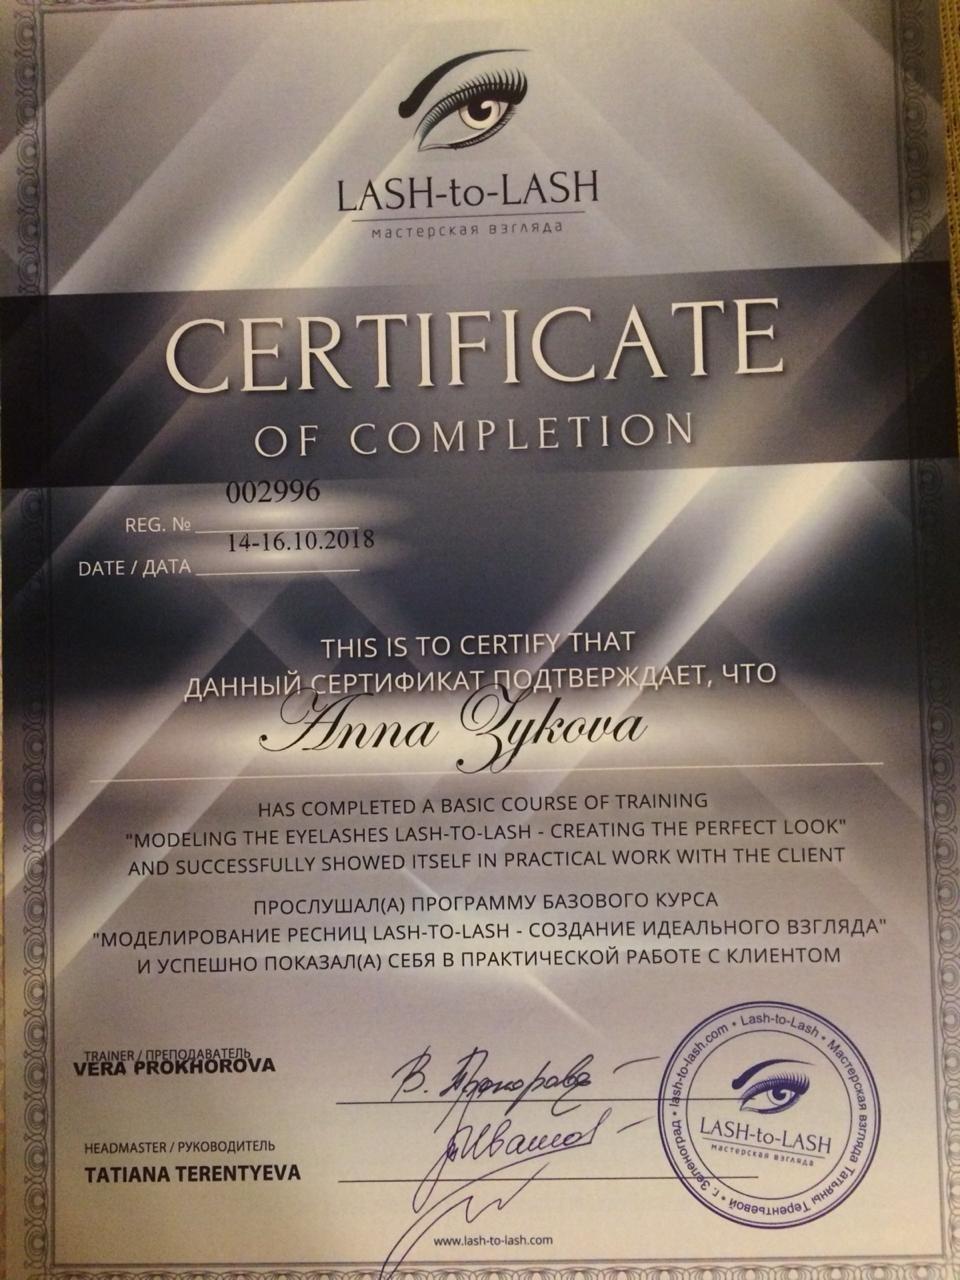 LASH-to-LASH
мастерская взгляда
CERTIFICATE
OF COMPLETION
002996
REG. №
14-16.10.2018
DATE / ДАТА
THIS IS TO CERTIFY THAT
ДАННЫЙ СЕРТИФИКАТ ПОДТВЕРЖДАЕТ, ЧТО
Anna Zykova
HAS COMPLETED A BASIC COURSE OF TRAINING
"MODELING THE EYELASHES LASH-TO-LASH - CREATING THE PERFECT LOOK"
AND SUCCESSFULLY SHOWED ITSELF IN PRACTICAL WORK WITH THE CLIENT
ПРОСЛУШАЛ(А) ПРОГРАММУ БАЗОВОГО КУРСА
"МОДЕЛИРОВАНИЕ РЕСНИЦ LASH-TO-LASH - СОЗДАНИЕ ИДЕАЛЬНОГО ВЗГЛЯДА"
И УСПЕШНО ПОКАЗАЛ(А) СЕБЯ В ПРАКТИЧЕСКОЙ РАБОТЕ С КЛИЕНТОМ
TRAINER / ПРЕПОДАВАТЕЛЬ
VERA PROKHOROVA
В. Прохорова
HEADMASTER / РУКОВОДИТЕЛЬ
TATIANA TERENTYEVA
lash-to-lash.com • Lash-to-Lash • Мастерская взгляда Татьяны Терентьевой • г. Зеленоград •
LASH-to-LASH
мастерская взгляда
www.lash-to-lash.com